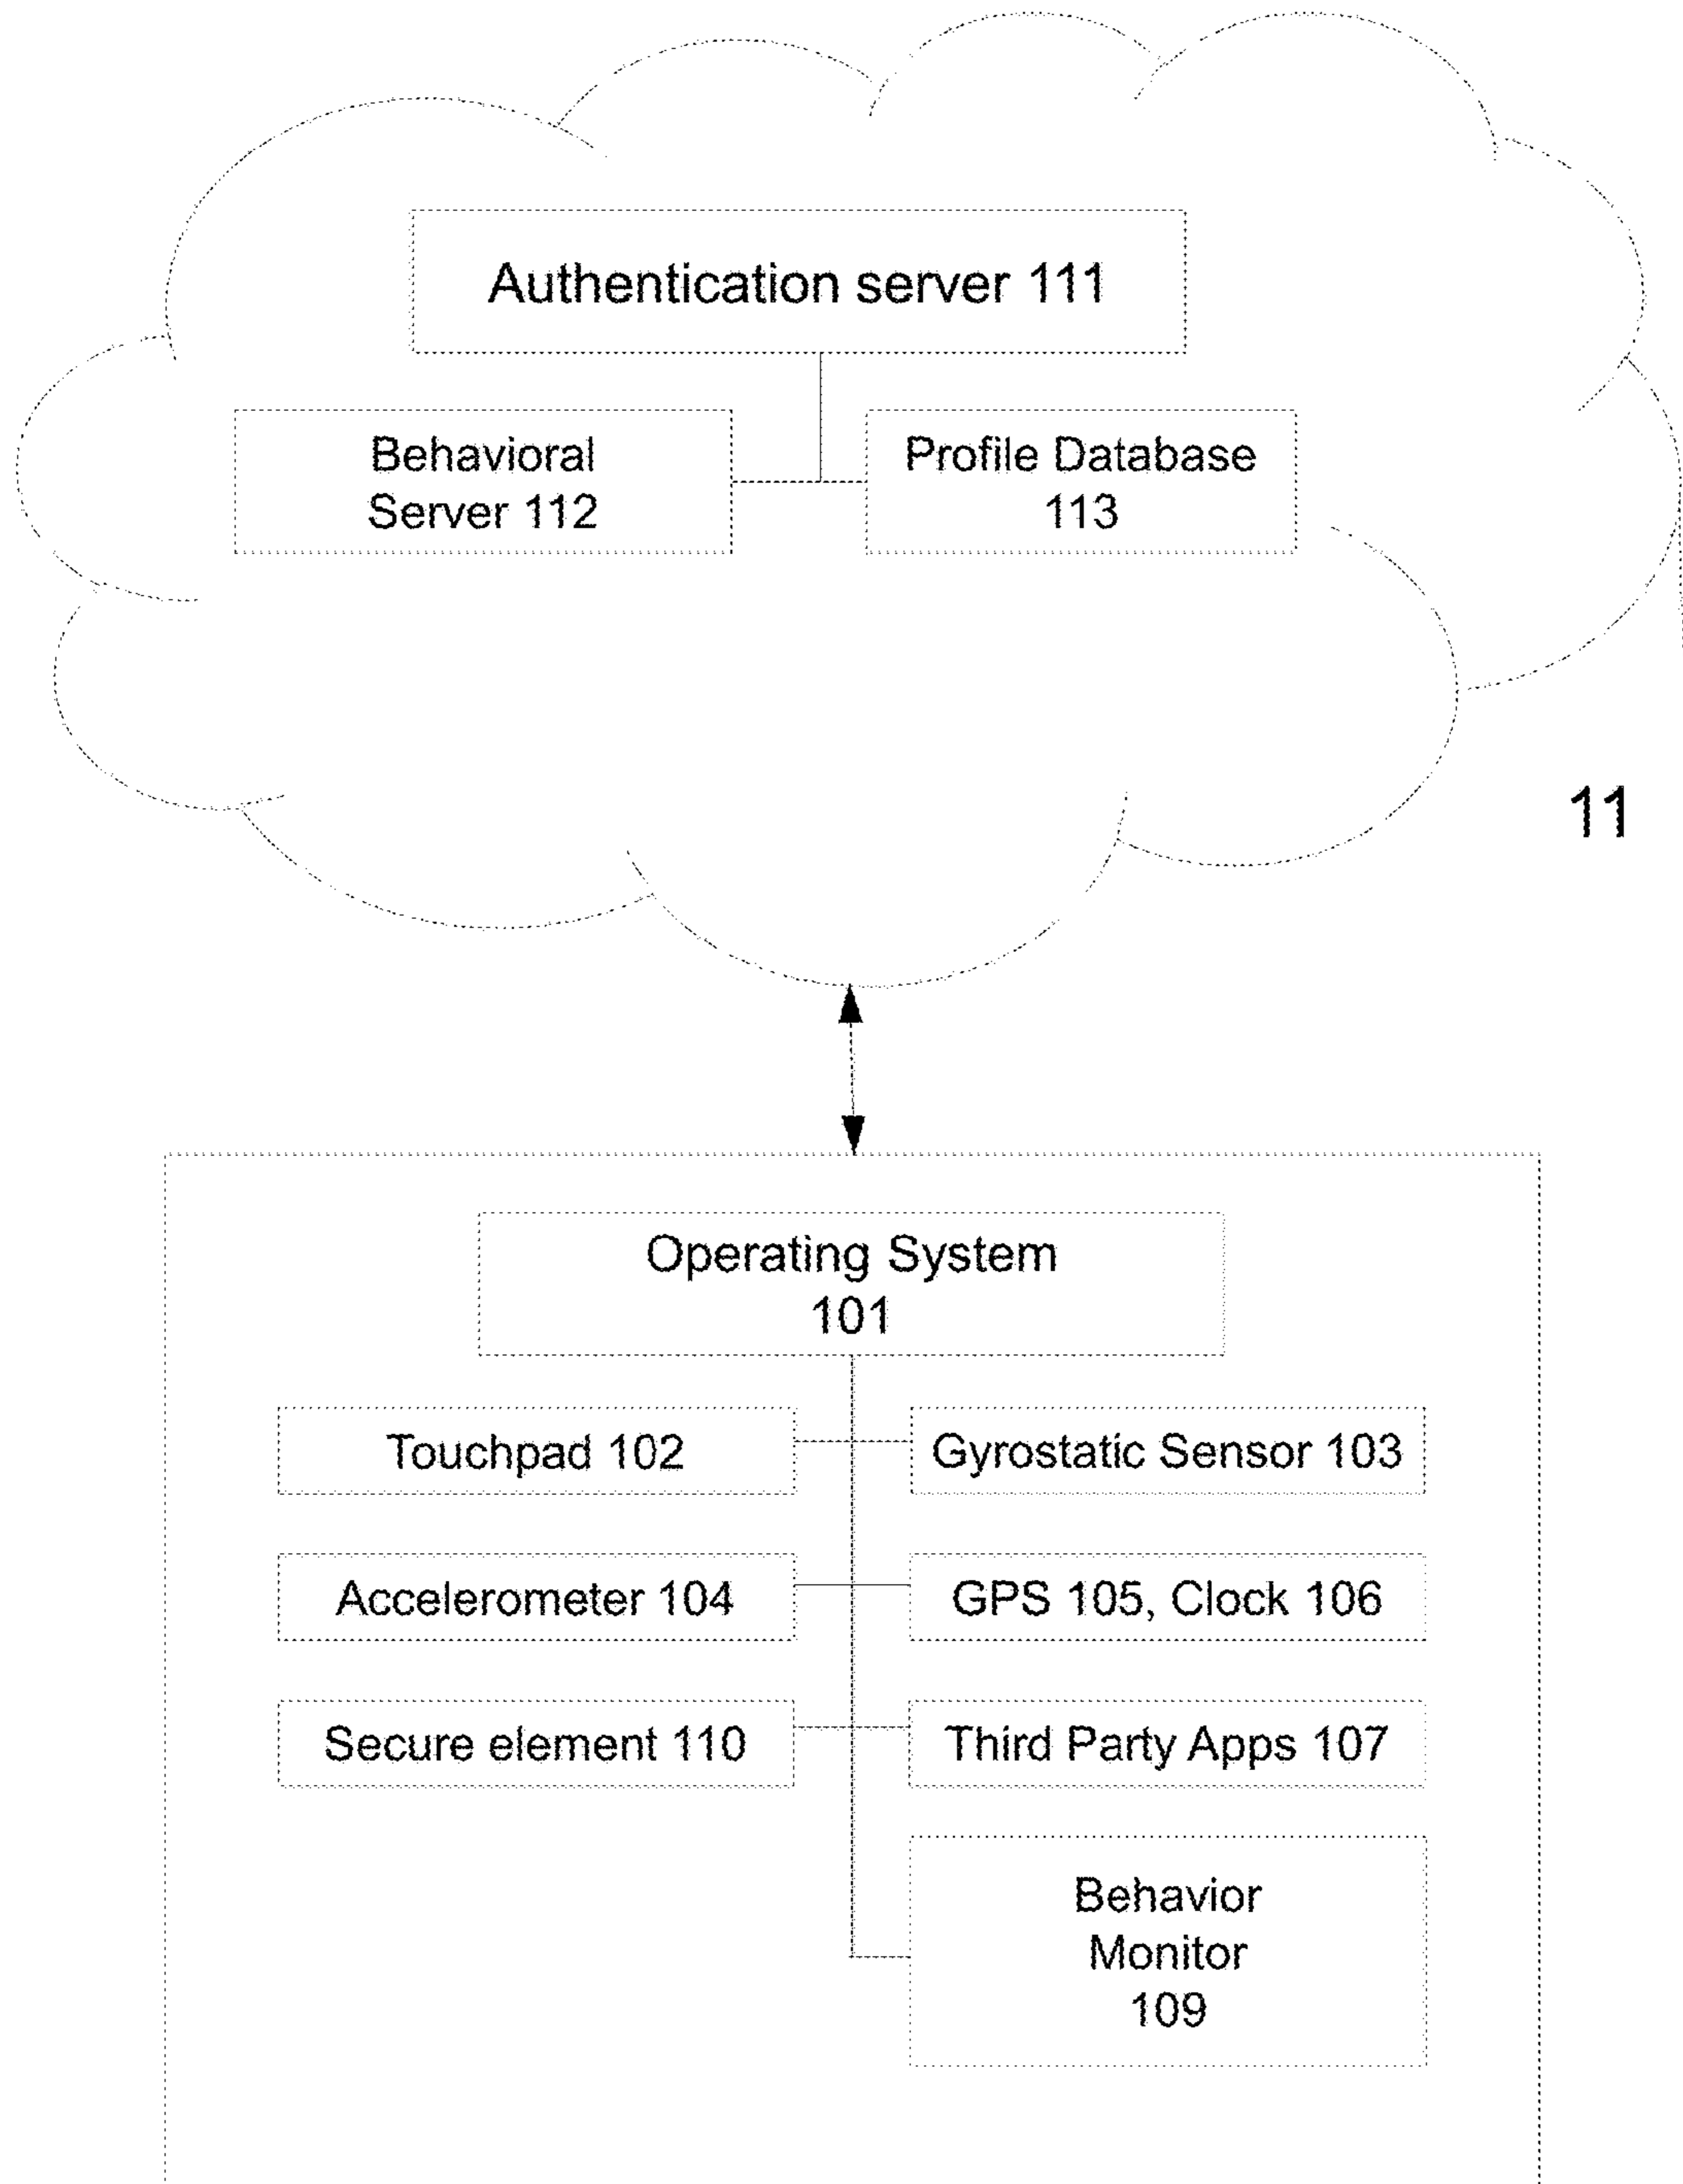 Authentication server 111
Behavioral
Server 112
Profile Database
113
11
Operating System
101
Touchpad 102
Gyrostatic Sensor 103
Accelerometer 104
GPS 105, Clock 106
Secure element 110
Third Party Apps 107
Behavior
Monitor
109